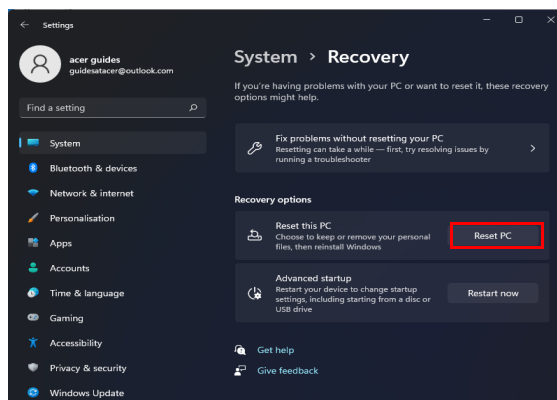 Settings
acer guides
guidesatacer@outlook.com
Find a setting
System
Bluetooth & devices
Network & internet
Personalisation
Apps
Accounts
Time & language
Gaming
Accessibility
Privacy & security
Windows Update
System > Recovery
If you're having problems with your PC or want to reset it, these recovery
options might help.
Fix problems without resetting your PC
Resetting can take a while — first, try resolving issues by
running a troubleshooter
Recovery options
Reset this PC
Choose to keep or remove your personal
files, then reinstall Windows
Reset PC
Advanced startup
Restart your device to change startup
settings, including starting from a disc or
USB drive
Restart now
Get help
Give feedback